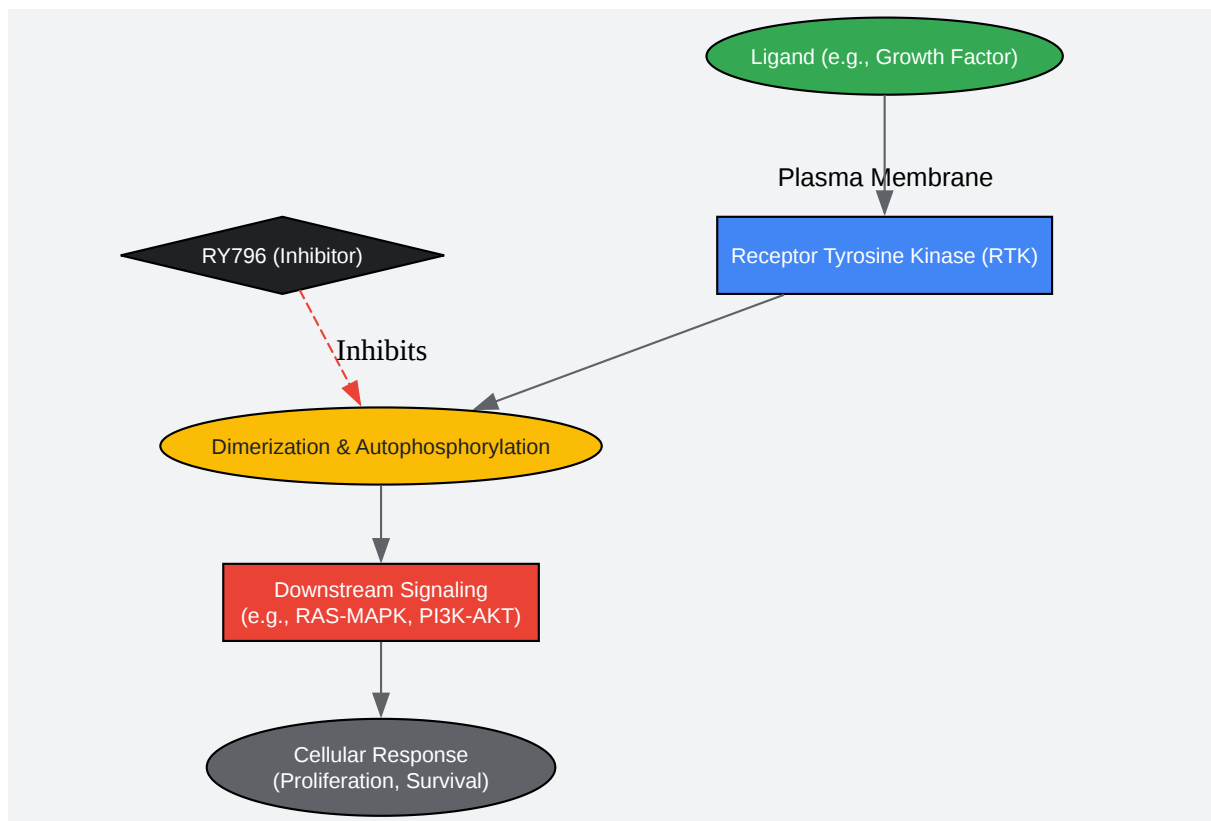 Ligand (e.g., Growth Factor)
Plasma Membrane
RY796 (Inhibitor)
Receptor Tyrosine Kinase (RTK)
Inhibits
Dimerization & Autophosphorylation
Downstream Signaling
(e.g., RAS-MAPK, PI3K-AKT)
Cellular Response
(Proliferation, Survival)